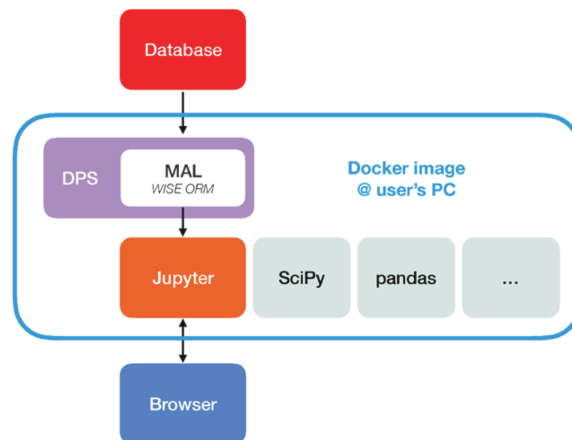 Database
DPS
MAL
WISE ORM
Docker image
@ user's PC
Jupyter
SciPy
pandas
...
Browser